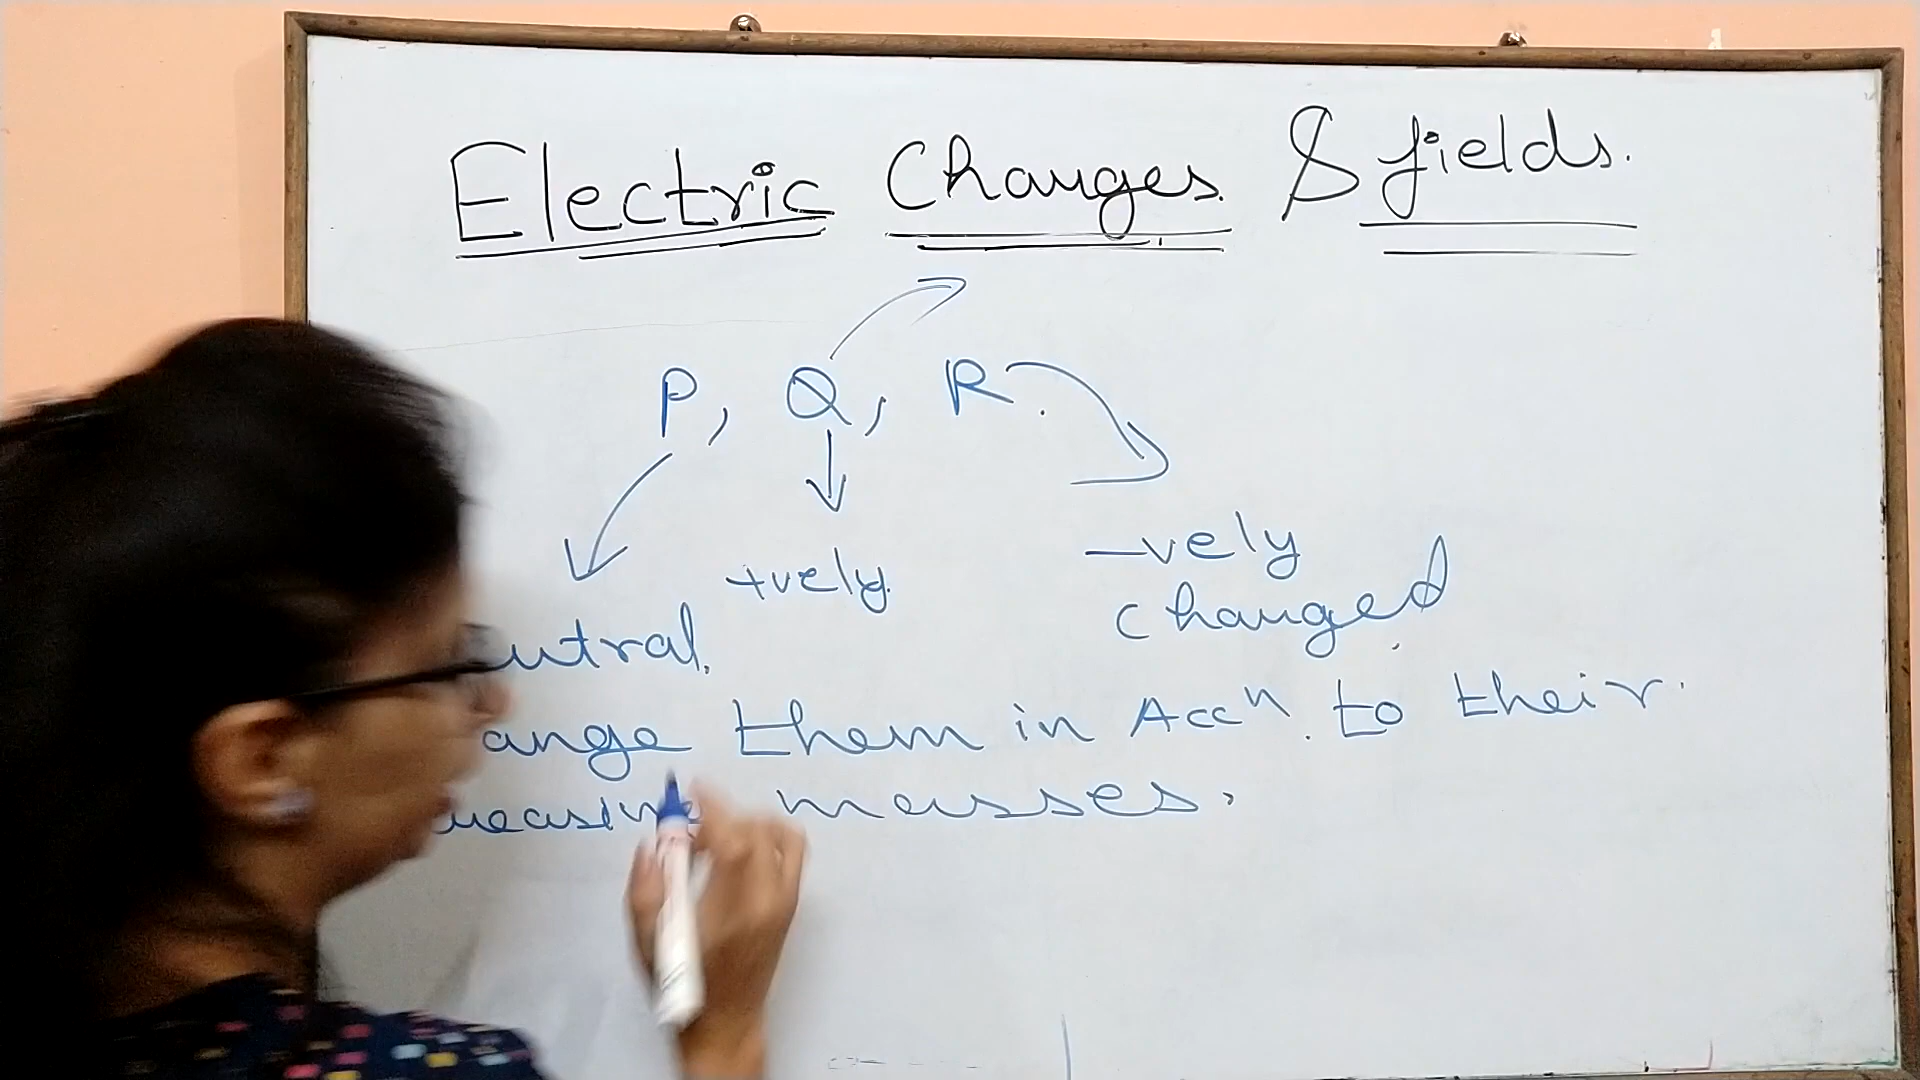 Electric Charges & fields.
P, Q, R.
utral. +vely -vely
charged
ange them in Accn. to their
masses.